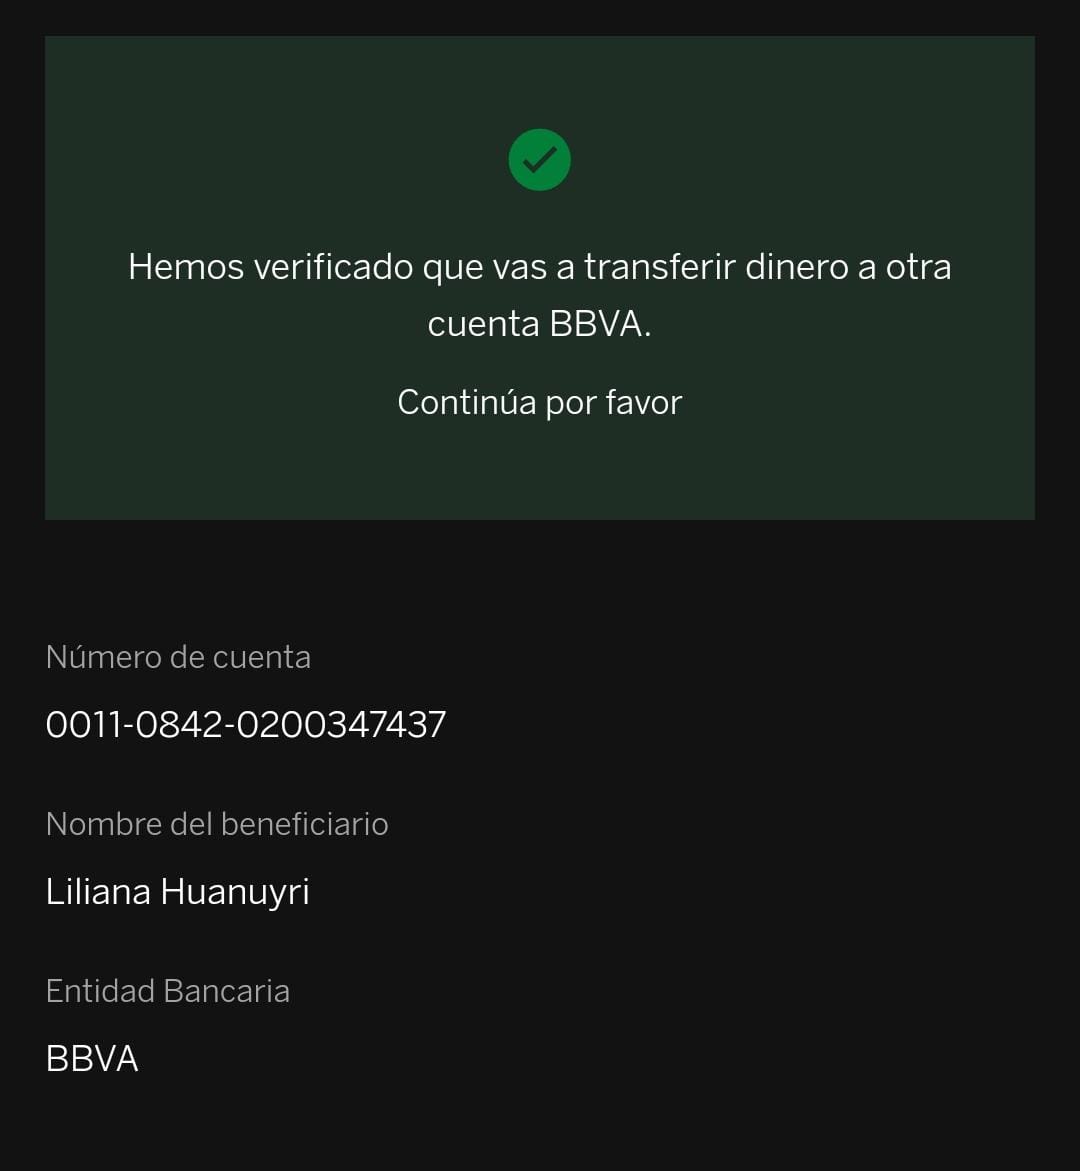 Hemos verificado que vas a transferir dinero a otra
cuenta BBVA.
Continúa por favor
Número de cuenta
0011-0842-0200347437
Nombre del beneficiario
Liliana Huanuyri
Entidad Bancaria
BBVA